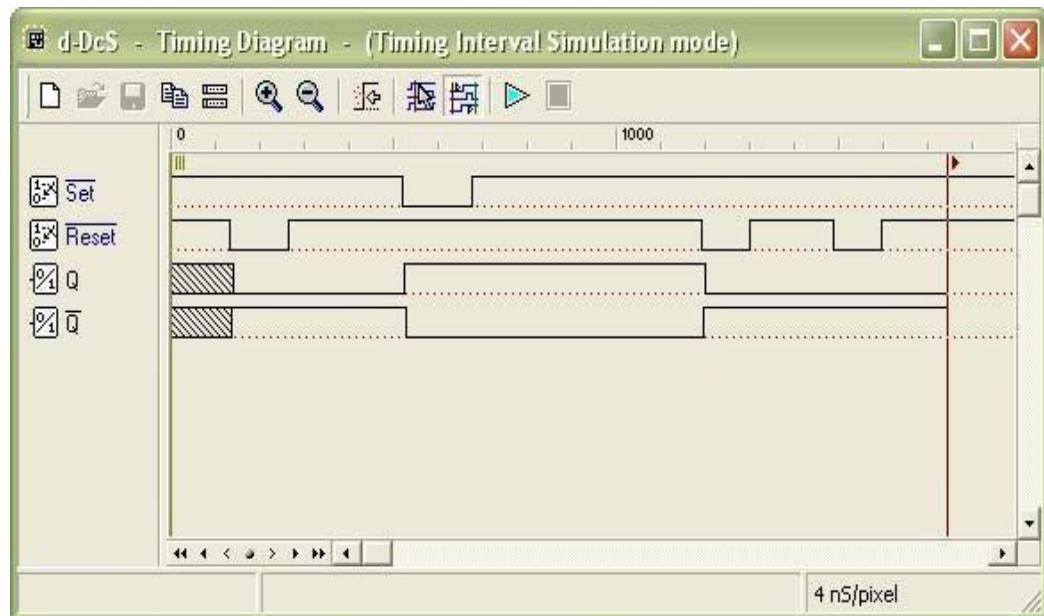 d-DcS - Timing Diagram - (Timing Interval Simulation mode)
0 1000
Set
Reset
Q
Q̅
4 nS/pixel